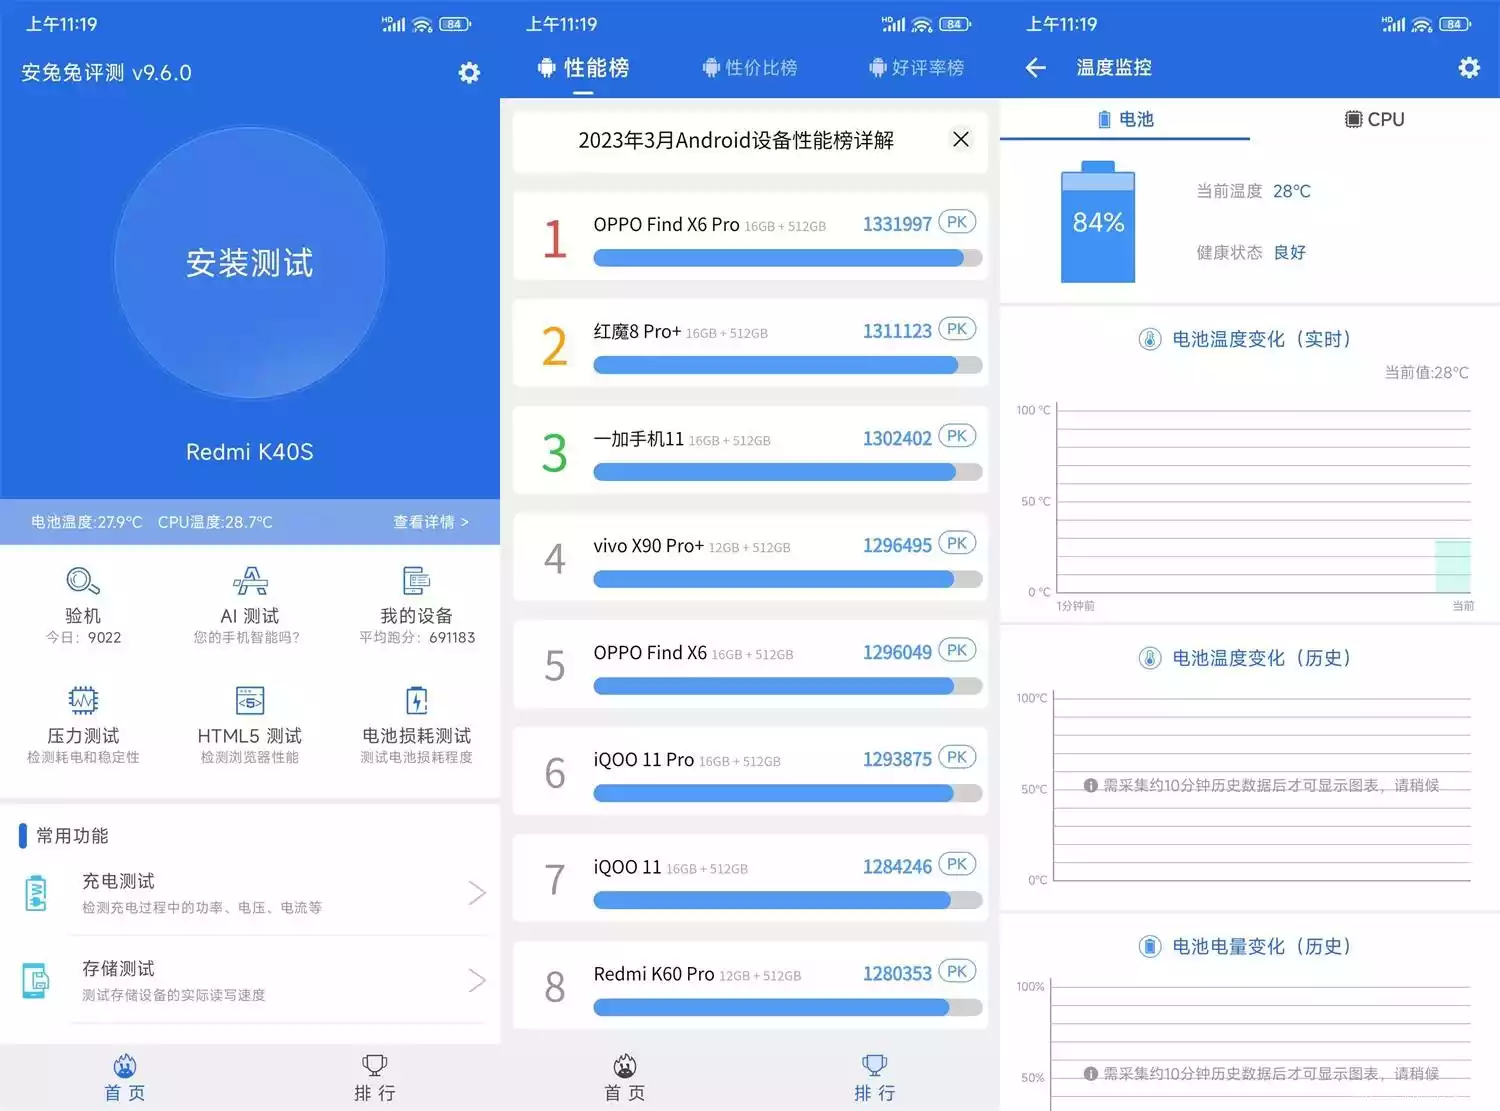 上午11:19
HD
6
84
安兔兔评测 v9.6.0
安装测试
Redmi K40S
电池温度:27.9℃ CPU温度:28.7℃ 查看详情 >
验机
今日：9022
AI 测试
您的手机智能吗?
我的设备
平均跑分：691183
压力测试
检测耗电和稳定性
HTML5 测试
检测浏览器性能
电池损耗测试
测试电池损耗程度
常用功能
充电测试
检测充电过程中的功率、电压、电流等
存储测试
测试存储设备的实际读写速度
首 页
排 行
上午11:19
HD
6
84
性能榜
性价比榜
好评率榜
2023年3月Android设备性能榜详解
1 OPPO Find X6 Pro 16GB + 512GB 1331997 PK
2 红魔8 Pro+ 16GB + 512GB 1311123 PK
3 一加手机11 16GB + 512GB 1302402 PK
4 vivo X90 Pro+ 12GB + 512GB 1296495 PK
5 OPPO Find X6 16GB + 512GB 1296049 PK
6 iQOO 11 Pro 16GB + 512GB 1293875 PK
7 iQOO 11 16GB + 512GB 1284246 PK
8 Redmi K60 Pro 12GB + 512GB 1280353 PK
首 页
排 行
上午11:19
HD
6
84
温度监控
电池
CPU
84%
当前温度 28℃
健康状态 良好
电池温度变化（实时）
当前值:28℃
100 ℃
50 ℃
0 ℃
1分钟前
当前
电池温度变化（历史）
100℃
50℃
需采集约10分钟历史数据后才可显示图表，请稍候
0℃
电池电量变化（历史）
100%
50%
需采集约10分钟历史数据后才可显示图表，请稍候